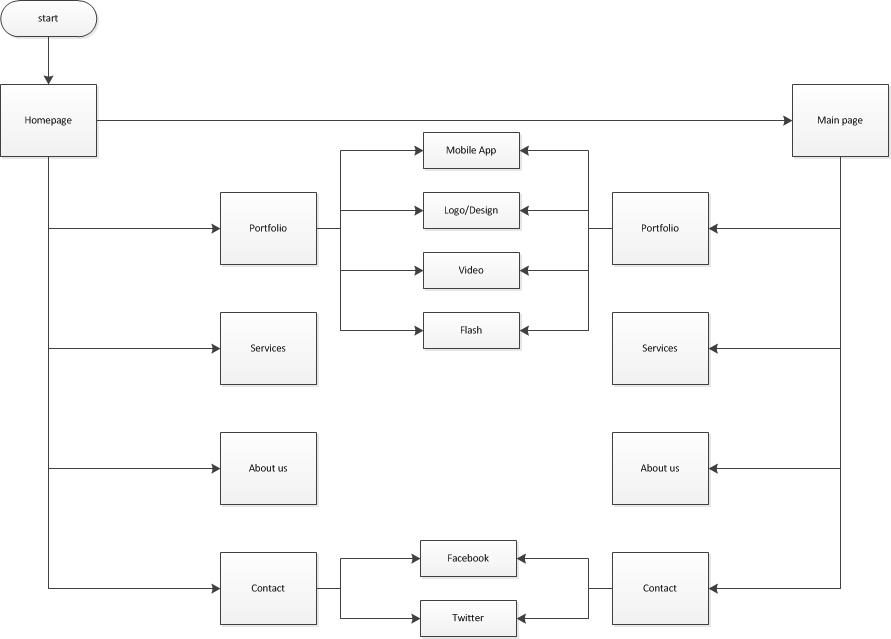 start
Homepage
Main page
Mobile App
Portfolio
Logo/Design
Portfolio
Video
Flash
Services
Services
About us
About us
Facebook
Contact
Contact
Twitter